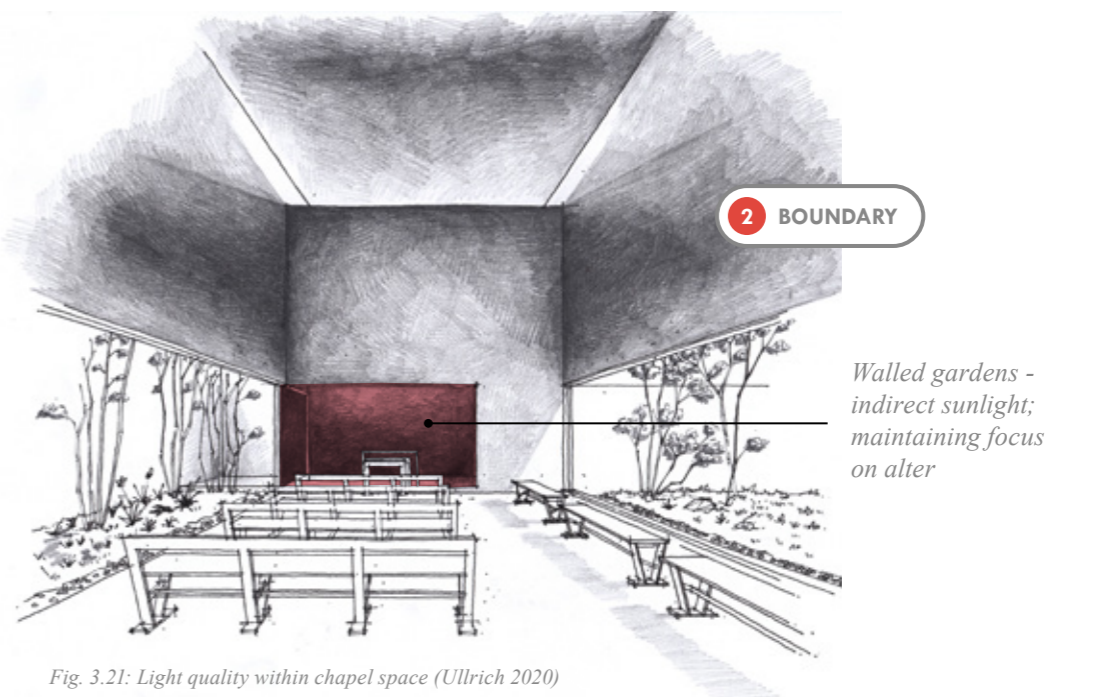 2 BOUNDARY
Walled gardens -
indirect sunlight;
maintaining focus
on alter
Fig. 3.21: Light quality within chapel space (Ullrich 2020)